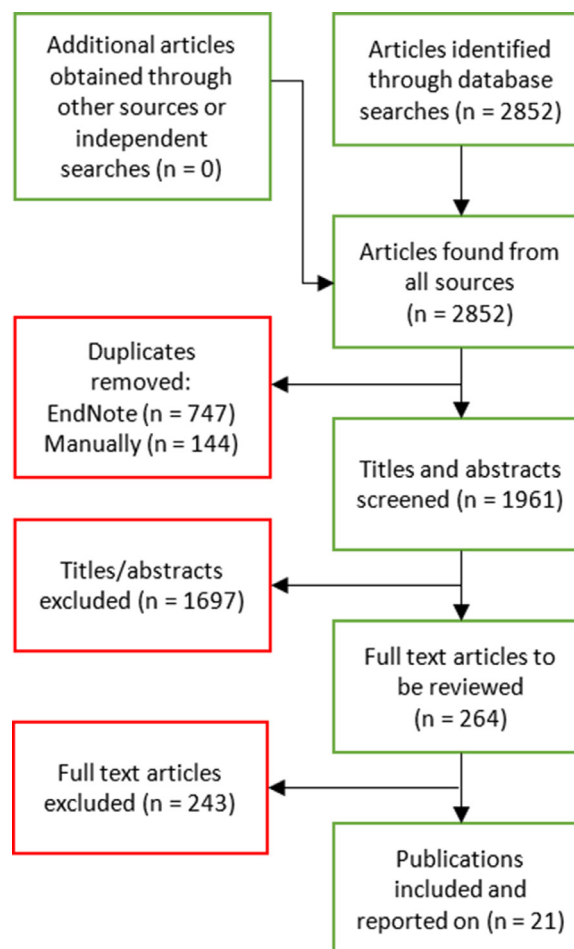 Additional articles
obtained through
other sources or
independent
searches (n = 0)
Articles identified
through database
searches (n = 2852)
Articles found from
all sources
(n = 2852)
Duplicates
removed:
EndNote (n = 747)
Manually (n = 144)
Titles and abstracts
screened (n = 1961)
Titles/abstracts
excluded (n = 1697)
Full text articles to
be reviewed
(n = 264)
Full text articles
excluded (n = 243)
Publications
included and
reported on (n = 21)